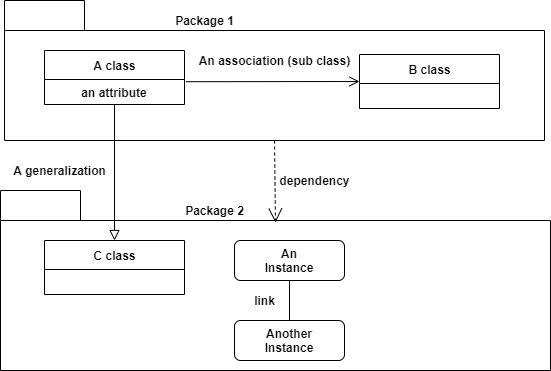 Package 1
A class
an attribute
An association (sub class)
B class
A generalization
dependency
Package 2
C class
An
Instance
link
Another
Instance